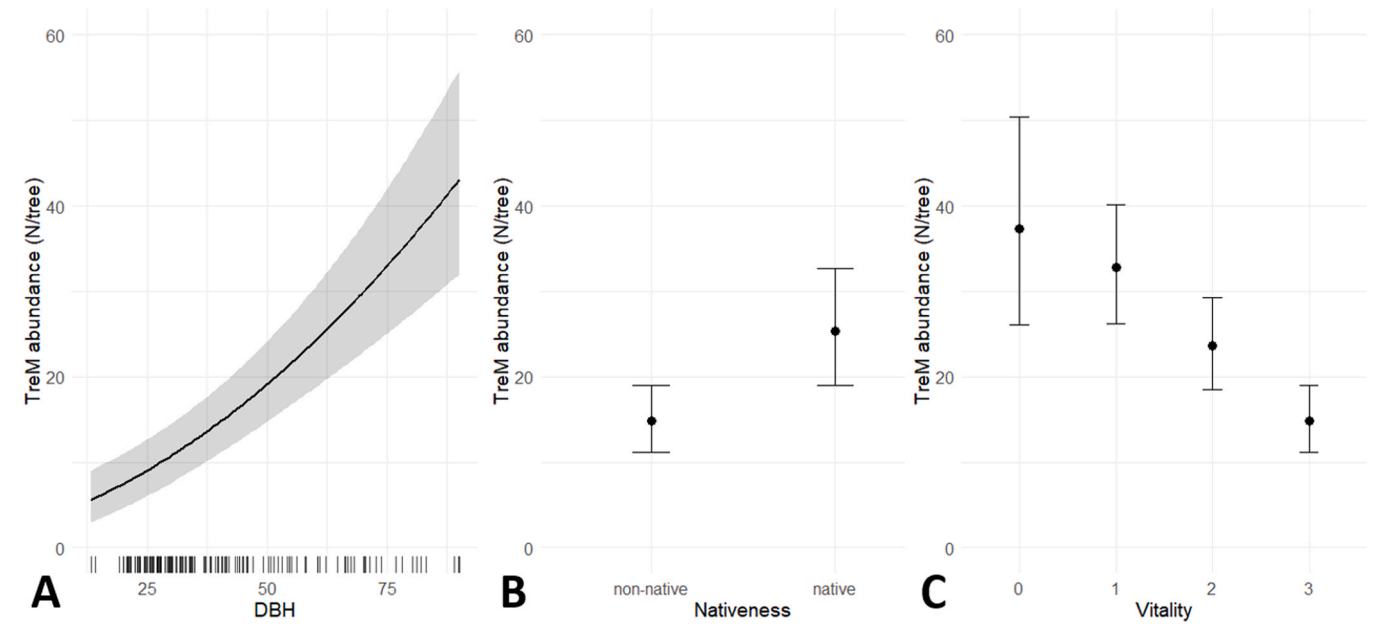 TreM abundance (N/tree)
60
40
20
0
25 50 75
DBH
A
TreM abundance (N/tree)
60
40
20
0
non-native native
Nativeness
B
TreM abundance (N/tree)
60
40
20
0
0 1 2 3
Vitality
C